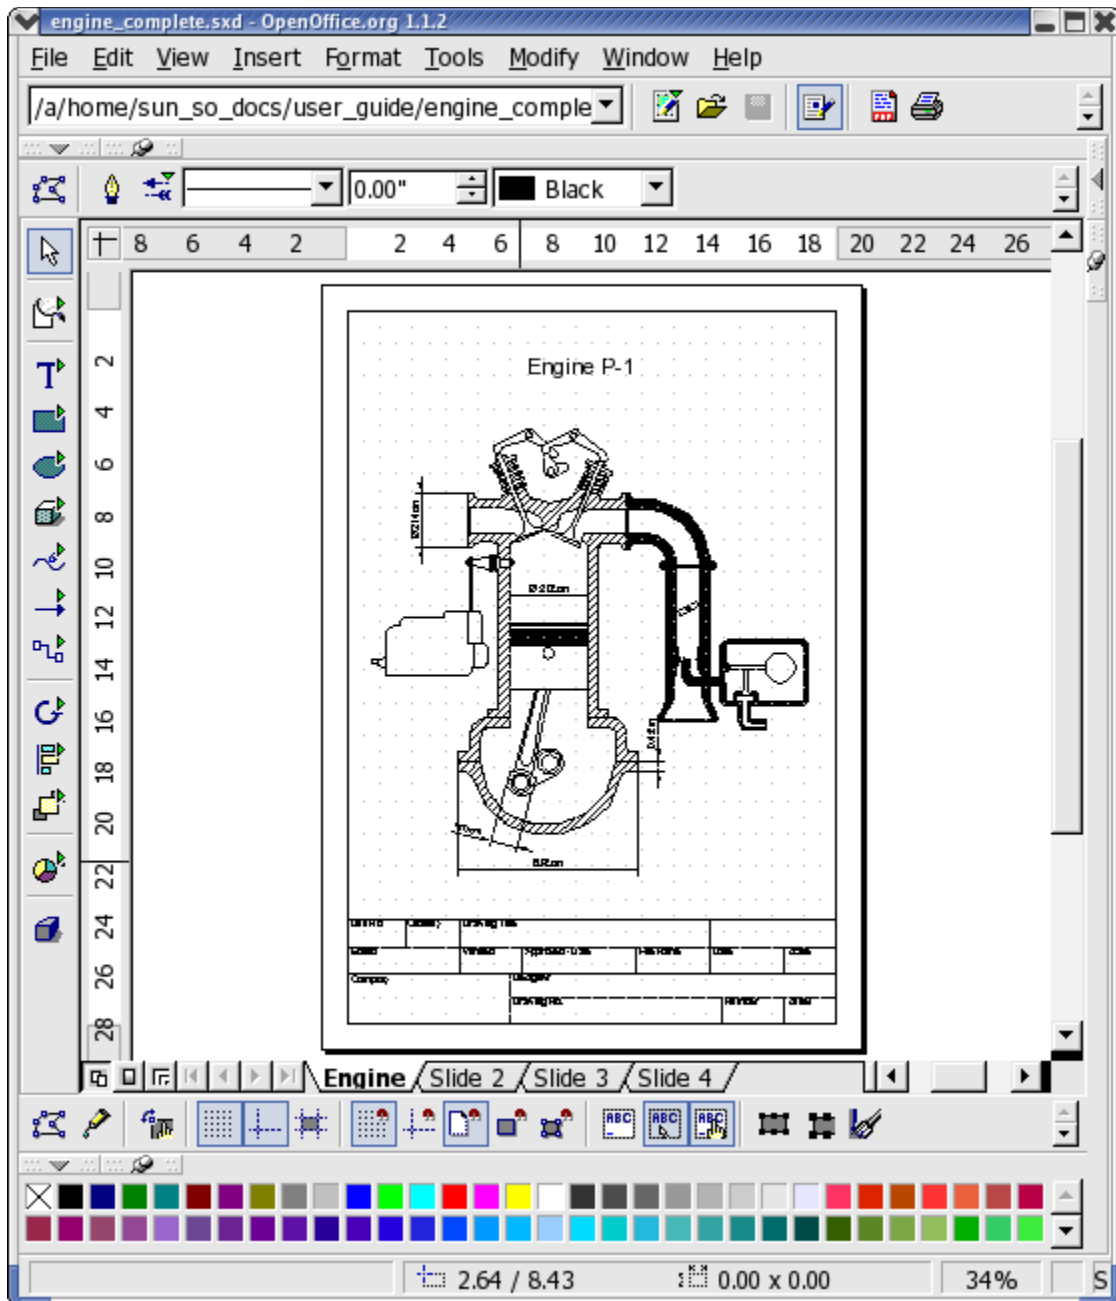 engine_complete.sxd - OpenOffice.org 1.1.2
File Edit View Insert Format Tools Modify Window Help
/a/home/sun_so_docs/user_guide/engine_comple
0.00" Black
8 6 4 2 2 4 6 8 10 12 14 16 18 20 22 24 26
2
4
6
8
10
12
14
16
18
20
22
24
26
28
Engine P-1
Engine Slide 2 Slide 3 Slide 4
ABC ABC ABC
2.64 / 8.43 0.00 x 0.00 34% S